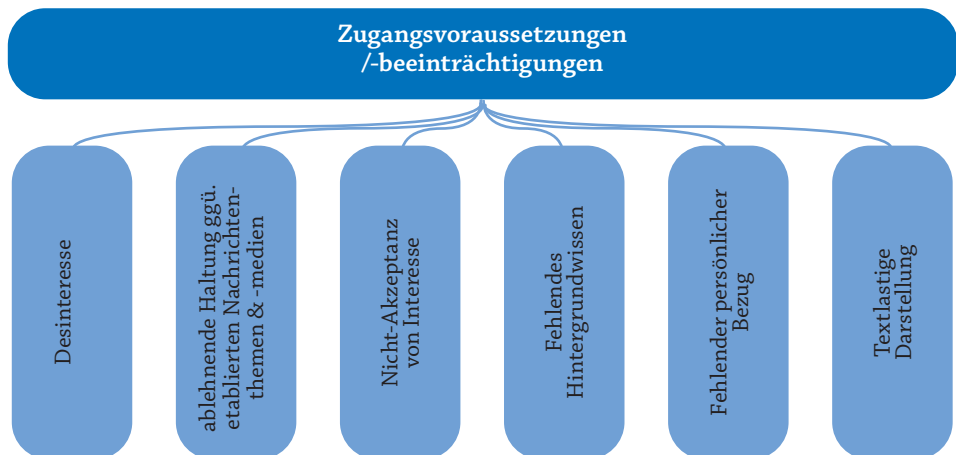 Zugangsvoraussetzungen
/-beeinträchtigungen
Desinteresse
ablehnende Haltung ggü.
etablierten Nachrichten-
themen & -medien
Nicht-Akzeptanz
von Interesse
Fehlendes
Hintergrundwissen
Fehlender persönlicher
Bezug
Textlastige
Darstellung